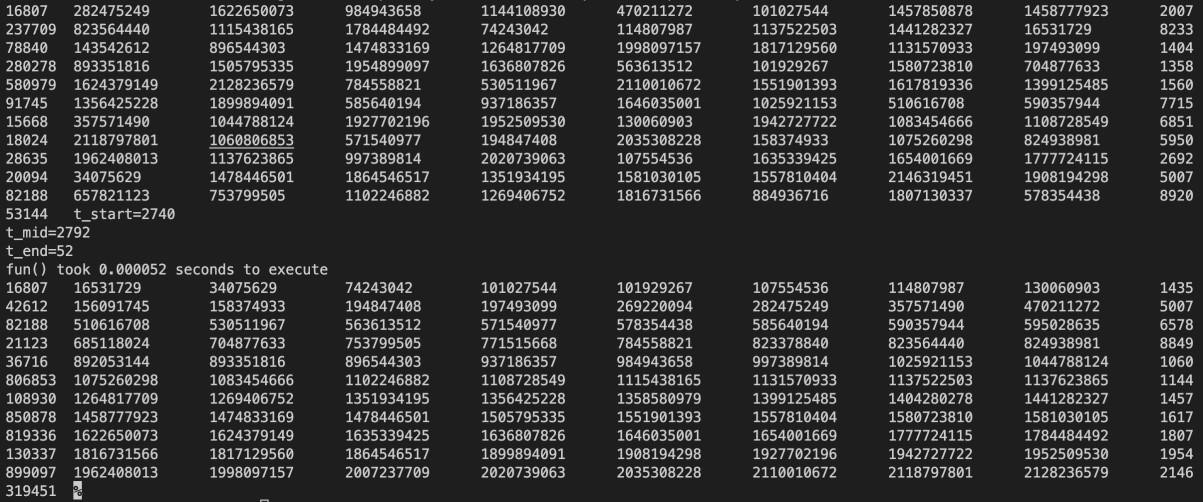 16807 282475249 1622650073 984943658 1144108930 470211272 101027544 1457850878 1458777923 2007
237709 823564440 1115438165 1784484492 74243042 114807987 1137522503 1441282327 16531729 8233
78840 143542612 896544303 1474833169 1264817709 1998097157 1817129560 1131570933 197493099 1404
280278 893351816 1505795335 1954899097 1636807826 563613512 101929267 1580723810 704877633 1358
580979 1624379149 2128236579 784558821 530511967 2110010672 1551901393 1617819336 1399125485 1560
91745 1356425228 1899894091 585640194 937186357 1646035001 1025921153 510616708 590357944 7715
15668 357571490 1044788124 1927702196 1952509530 130060903 1942727722 1083454666 1108728549 6851
18024 2118797801 1060806853 571540977 194847408 2035308228 158374933 1075260298 824938981 5950
28635 1962408013 1137623865 997389814 2020739063 107554536 1635339425 1654001669 1777724115 2692
20094 34075629 1478446501 1864546517 1351934195 1581030105 1557810404 2146319451 1908194298 5007
82188 657821123 753799505 1102246882 1269406752 1816731566 884936716 1807130337 578354438 8920
53144 t_start=2740
t_mid=2792
t_end=52
fun() took 0.000052 seconds to execute
16807 16531729 34075629 74243042 101027544 101929267 107554536 114807987 130060903 1435
42612 156091745 158374933 194847408 197493099 269220094 282475249 357571490 470211272 5007
82188 510616708 530511967 563613512 571540977 578354438 585640194 590357944 595028635 6578
21123 685118024 704877633 753799505 771515668 784558821 823378840 823564440 824938981 8849
36716 892053144 893351816 896544303 937186357 984943658 997389814 1025921153 1044788124 1060
806853 1075260298 1083454666 1102246882 1108728549 1115438165 1131570933 1137522503 1137623865 1144
108930 1264817709 1269406752 1351934195 1356425228 1358580979 1399125485 1404280278 1441282327 1457
850878 1458777923 1474833169 1478446501 1505795335 1551901393 1557810404 1580723810 1581030105 1617
819336 1622650073 1624379149 1635339425 1636807826 1646035001 1654001669 1777724115 1784484492 1807
130337 1816731566 1817129560 1864546517 1899894091 1908194298 1927702196 1942727722 1952509530 1954
899097 1962408013 1998097157 2007237709 2020739063 2035308228 2110010672 2118797801 2128236579 2146
319451 %